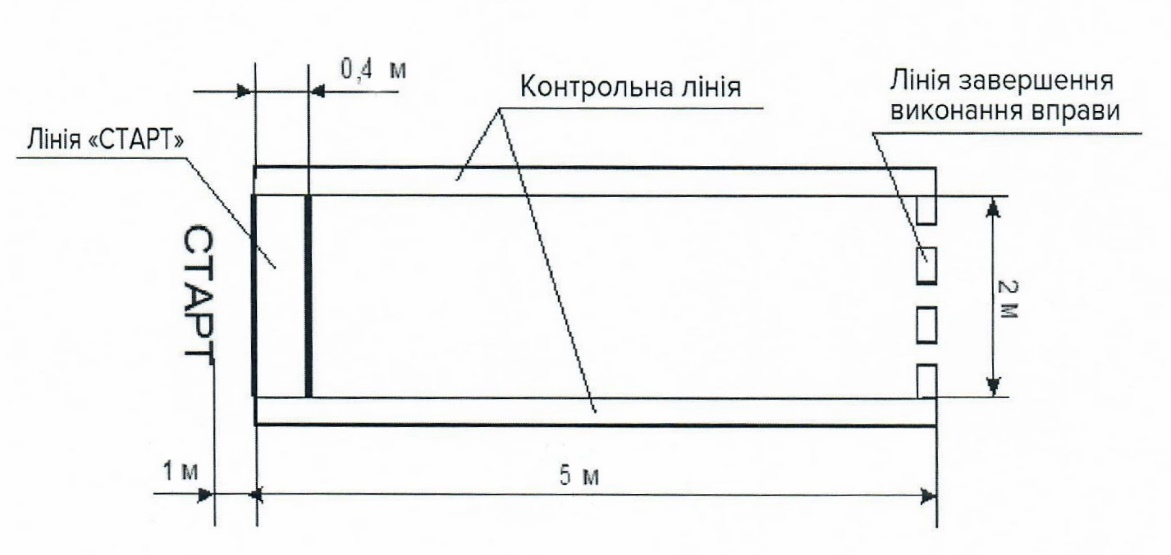 0,4 м
Контрольна лінія
Лінія завершення
виконання вправи
Лінія «СТАРТ»
СТАРТ
2 м
1 м
5 м